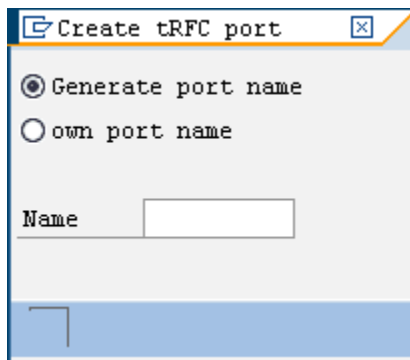 Create tRFC port
Generate port name
own port name
Name